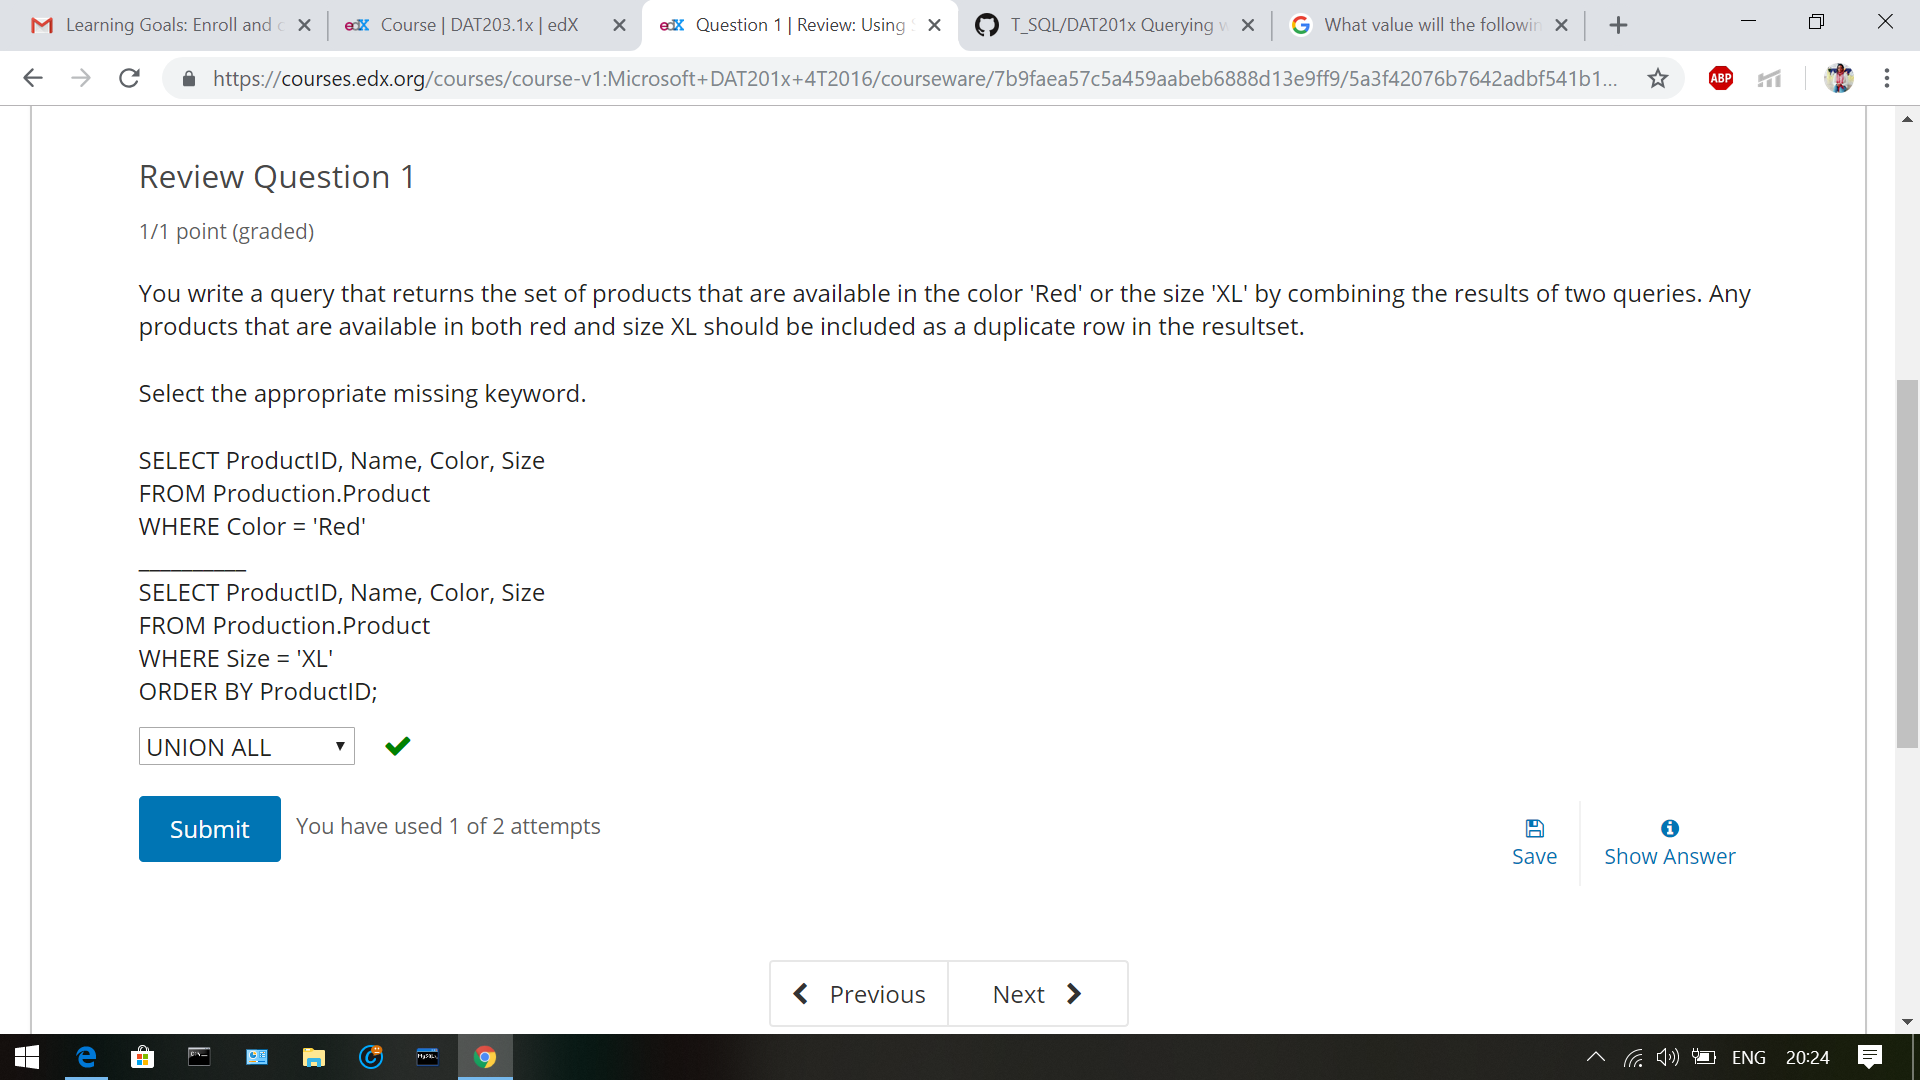 Learning Goals: Enroll and c
edX Course | DAT203.1x | edX
edX Question 1 | Review: Using S
T_SQL/DAT201x Querying w
G What value will the followin
https://courses.edx.org/courses/course-v1:Microsoft+DAT201x+4T2016/courseware/7b9faea57c5a459aabeb6888d13e9ff9/5a3f42076b7642adbf541b1...
ABP
Review Question 1
1/1 point (graded)
You write a query that returns the set of products that are available in the color 'Red' or the size 'XL' by combining the results of two queries. Any
products that are available in both red and size XL should be included as a duplicate row in the resultset.
Select the appropriate missing keyword.
SELECT ProductID, Name, Color, Size
FROM Production.Product
WHERE Color = 'Red'
__________
SELECT ProductID, Name, Color, Size
FROM Production.Product
WHERE Size = 'XL'
ORDER BY ProductID;
UNION ALL
Submit You have used 1 of 2 attempts
Save
Show Answer
Previous
Next
ENG 20:24